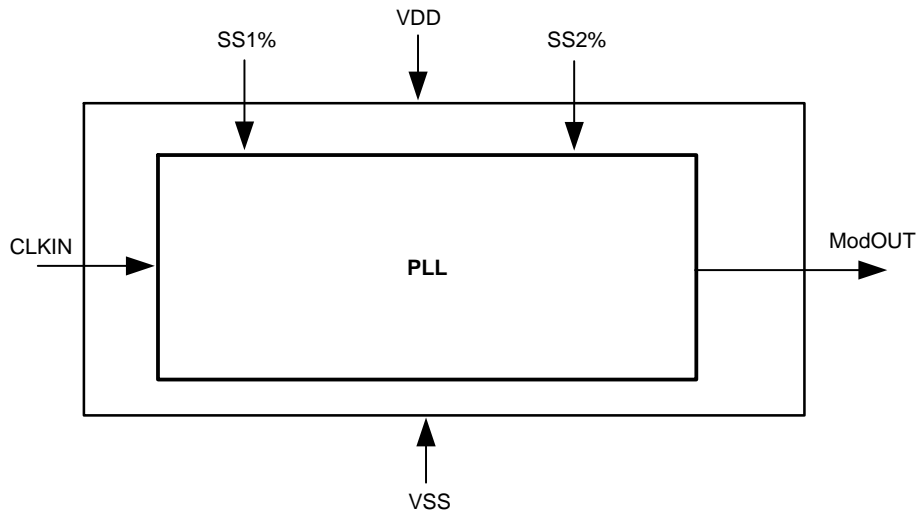 VDD
SS1%
SS2%
CLKIN
PLL
ModOUT
VSS